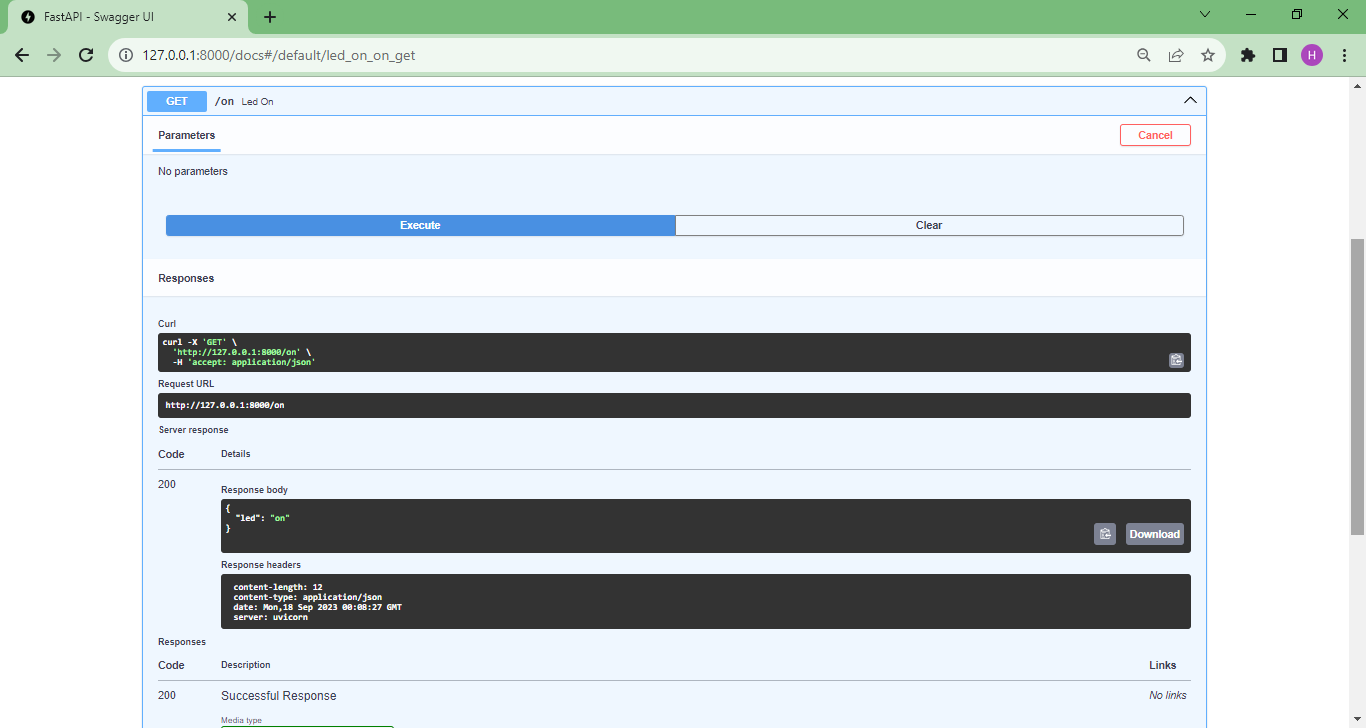 FastAPI - Swagger UI
127.0.0.1:8000/docs#/default/led_on_on_get
H
GET /on Led On
Parameters Cancel
No parameters
Execute Clear
Responses
Curl
curl -X 'GET' \
'http://127.0.0.1:8000/on' \
-H 'accept: application/json'
Request URL
http://127.0.0.1:8000/on
Server response
Code Details
200
Response body
{
"led": "on"
}
Download
Response headers
content-length: 12
content-type: application/json
date: Mon,18 Sep 2023 00:08:27 GMT
server: uvicorn
Responses
Code Description Links
200 Successful Response No links
Media type